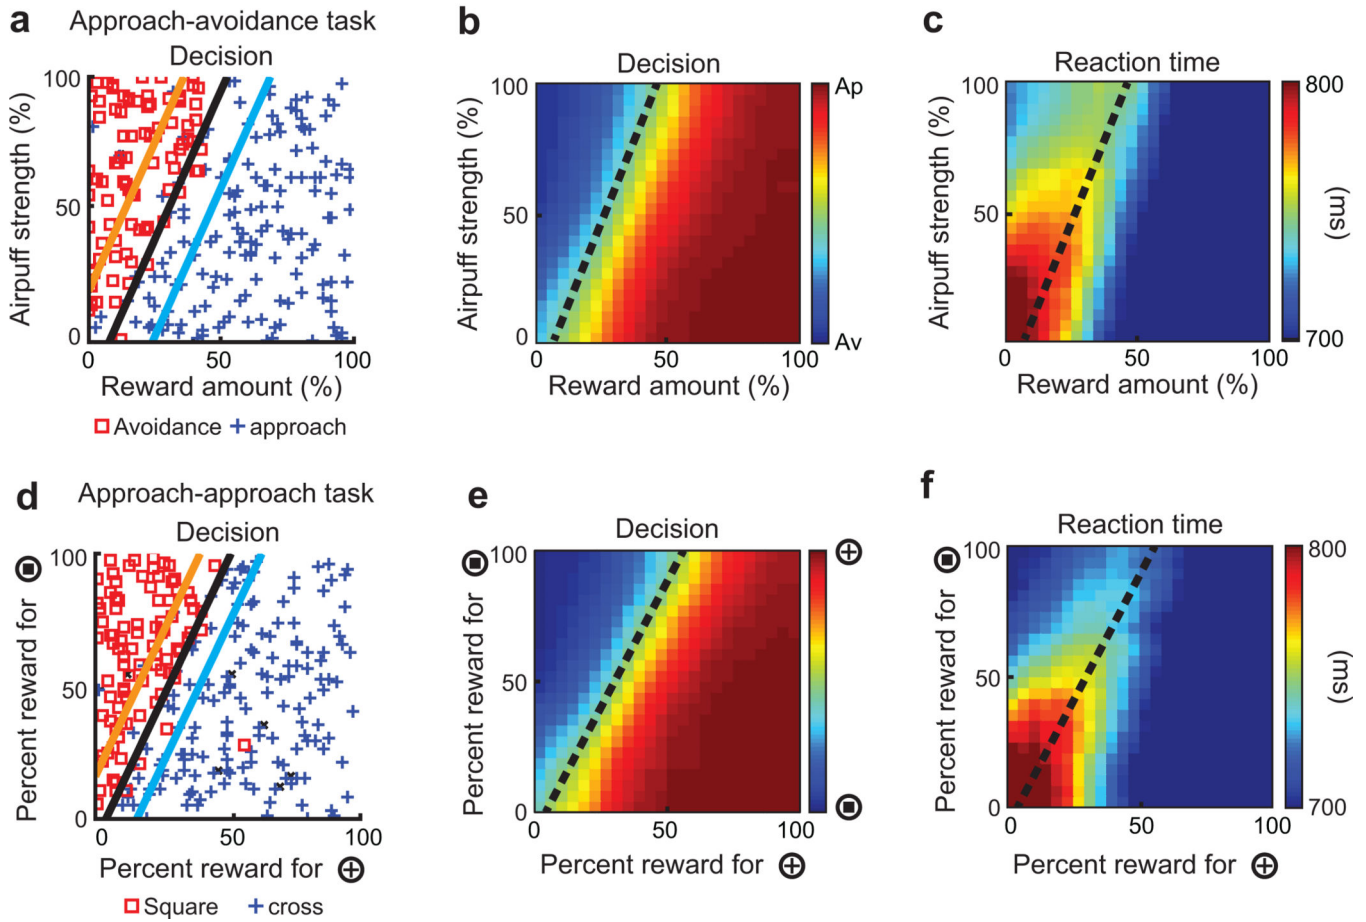 a
Approach-avoidance task
Decision
Airpuff strength (%)
100
50
0
0 50 100
Reward amount (%)
Avoidance approach
b
Decision
Airpuff strength (%)
100
50
0
0 50 100
Reward amount (%)
Ap
Av
c
Reaction time
Airpuff strength (%)
100
50
0
0 50 100
Reward amount (%)
800
700
(ms)
d
Approach-approach task
Decision
Percent reward for
100
50
0
0 50 100
Percent reward for
Square cross
e
Decision
Percent reward for
100
50
0
0 50 100
Percent reward for
f
Reaction time
Percent reward for
100
50
0
0 50 100
Percent reward for
800
700
(ms)